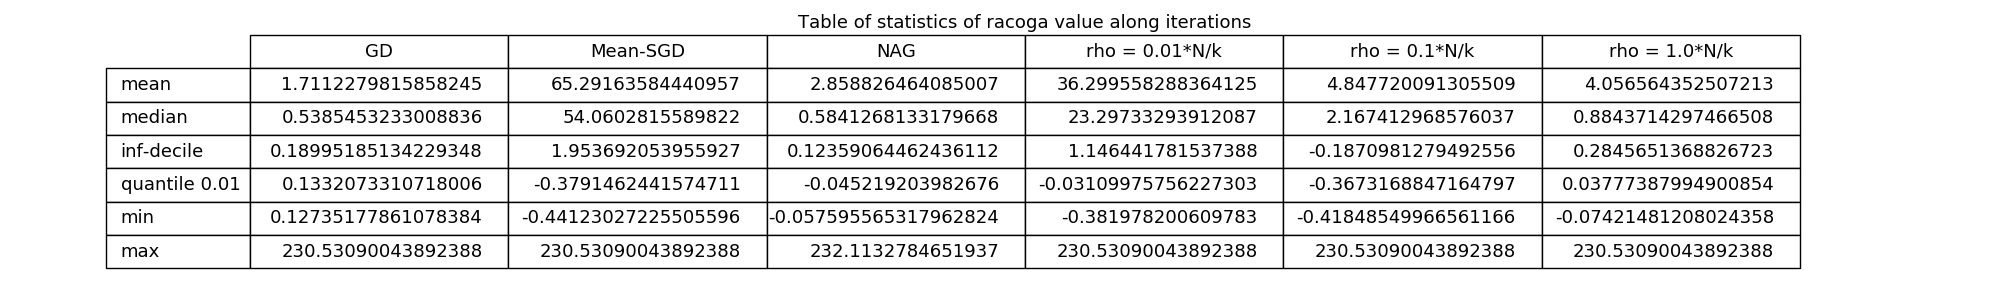 Table of statistics of racoga value along iterations
GD Mean-SGD NAG rho = 0.01*N/k rho = 0.1*N/k rho = 1.0*N/k
mean 1.7112279815858245 65.29163584440957 2.858826464085007 36.299558288364125 4.847720091305509 4.056564352507213
median 0.5385453233008836 54.0602815589822 0.5841268133179668 23.29733293912087 2.167412968576037 0.8843714297466508
inf-decile 0.18995185134229348 1.953692053955927 0.12359064462436112 1.146441781537388 -0.1870981279492556 0.2845651368826723
quantile 0.01 0.1332073310718006 -0.3791462441574711 -0.045219203982676 -0.03109975756227303 -0.3673168847164797 0.03777387994900854
min 0.12735177861078384 -0.44123027225505596 -0.057595565317962824 -0.381978200609783 -0.41848549966561166 -0.07421481208024358
max 230.53090043892388 230.53090043892388 232.1132784651937 230.53090043892388 230.53090043892388 230.53090043892388